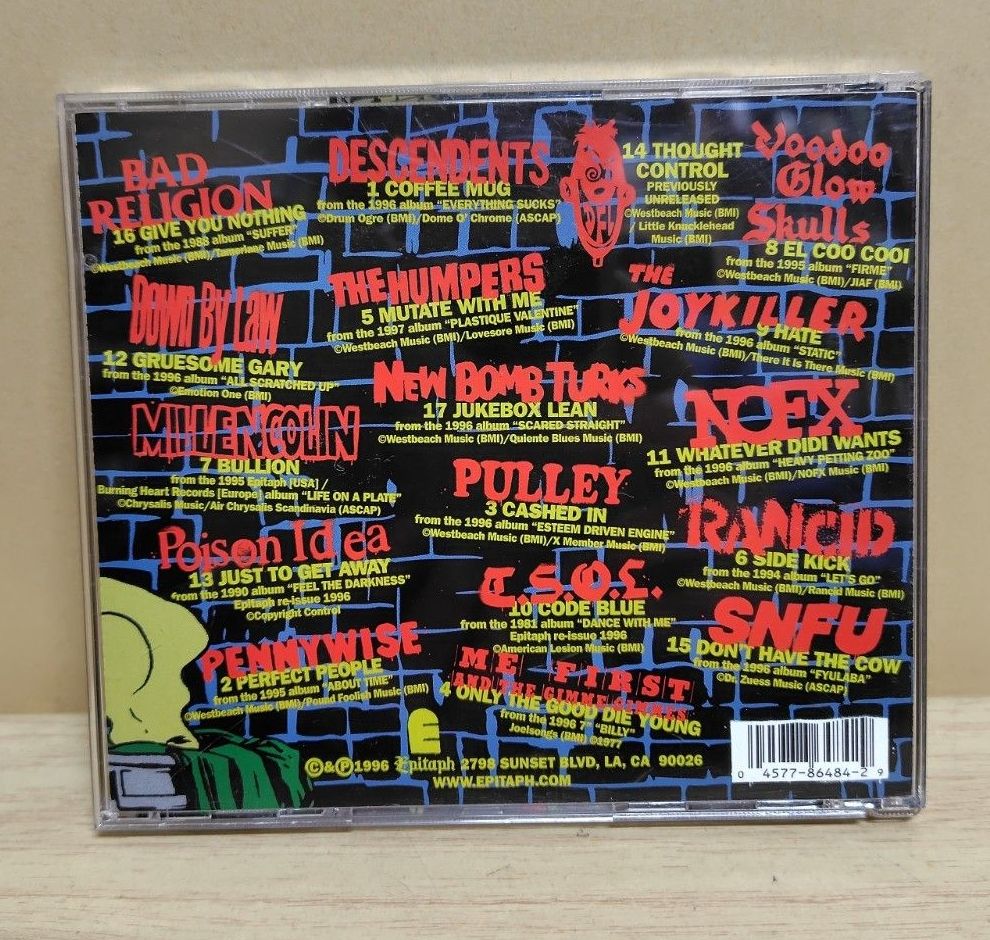 BAD
RELIGION
16 GIVE YOU NOTHING
from the 1988 album "SUFFER"
©Westbeach Music (BMI)/Tamerlane Music (BMI)
DOWN BY LAW
12 GRUESOME GARY
from the 1996 album "ALL SCRATCHED UP"
©Emotion One (BMI)
MILLENCOLIN
7 BULLION
from the 1995 Epitaph [USA] /
Burning Heart Records [Europe] album "LIFE ON A PLATE"
©Chrysalis Music/Air Chrysalis Scandinavia (ASCAP)
Poison Idea
13 JUST TO GET AWAY
from the 1990 album "FEEL THE DARKNESS"
Epitaph re-issue 1996
©Copyright Control
PENNYWISE
2 PERFECT PEOPLE
from the 1995 album "ABOUT TIME"
©Westbeach Music (BMI)/Pound Foolish Music (BMI)
DESCENDENTS
1 COFFEE MUG
from the 1996 album "EVERYTHING SUCKS"
©Drum Ogre (BMI)/Dome O' Chrome (ASCAP)
THE HUMPERS
5 MUTATE WITH ME
from the 1997 album "PLASTIQUE VALENTINE"
©Westbeach Music (BMI)/Lovesore Music (BMI)
NEW BOMB TURKS
17 JUKEBOX LEAN
from the 1996 album "SCARED STRAIGHT"
©Westbeach Music (BMI)/Quiente Blues Music (BMI)
PULLEY
3 CASHED IN
from the 1996 album "ESTEEM DRIVEN ENGINE"
©Westbeach Music (BMI)/X Member Music (BMI)
T.S.O.L.
10 CODE BLUE
from the 1981 album "DANCE WITH ME"
Epitaph re-issue 1996
©American Lesion Music (BMI)
ME FIRST
AND THE GIMME GIMMES
4 ONLY THE GOOD DIE YOUNG
from the 1996 7" "BILLY"
Joelsongs (BMI) ©1977
14 THOUGHT
CONTROL
PREVIOUSLY
UNRELEASED
©Westbeach Music (BMI)
/ Little Knucklehead
Music (BMI)
Voodoo
Glow
Skulls
8 EL COO COOI
from the 1995 album "FIRME"
©Westbeach Music (BMI)/JIAF (BMI)
THE
JOYKILLER
9 HATE
from the 1996 album "STATIC"
©Westbeach Music (BMI)/There It Is There Music (BMI)
NOFX
11 WHATEVER DIDI WANTS
from the 1996 album "HEAVY PETTING ZOO"
©Westbeach Music (BMI)/NOFX Music (BMI)
RANCID
6 SIDE KICK
from the 1994 album "LET'S GO"
©Westbeach Music (BMI)/Rancid Music (BMI)
SNFU
15 DON'T HAVE THE COW
from the 1996 album "FYULABA"
©Dr. Zuess Music (ASCAP)
E
©&℗1996 Epitaph 2798 SUNSET BLVD, LA, CA 90026
WWW.EPITAPH.COM
0 4577-86484-2 9